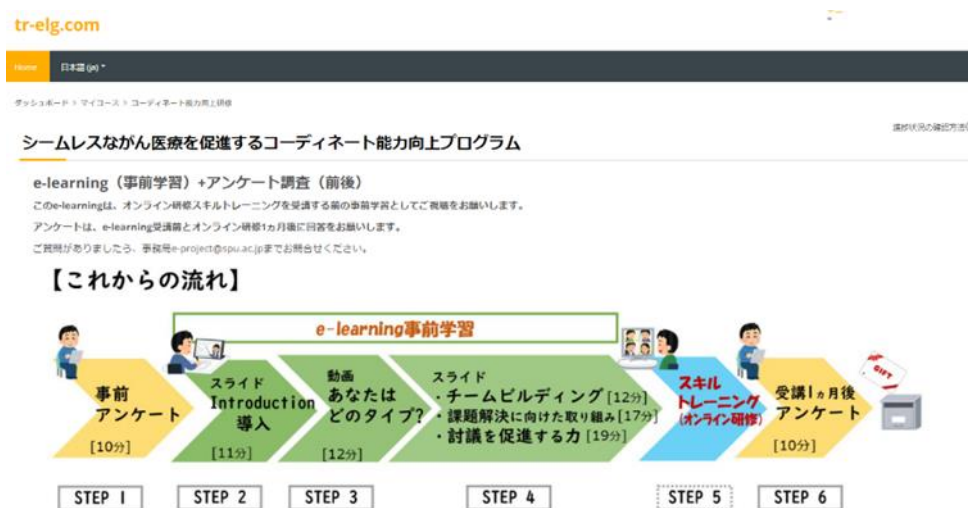 tr-elg.com
Home 日本語 (ja)
ダッシュボード > マイコース > コーディネート能力向上研修
進捗状況の確認方法
シームレスながん医療を促進するコーディネート能力向上プログラム
e-learning（事前学習）+アンケート調査（前後）
このe-learningは、オンライン研修スキルトレーニングを受講する前の事前学習としてご視聴をお願いします。
アンケートは、e-learning受講前とオンライン研修1ヵ月後に回答をお願いします。
ご質問がありましたら、事務局e-project@spu.ac.jpまでお問合せください。
【これからの流れ】
e-learning事前学習
事前
アンケート
[10分]
スライド
Introduction
導入
[11分]
動画
あなたは
どのタイプ?
[12分]
スライド
・チームビルディング[12分]
・課題解決に向けた取り組み[17分]
・討議を促進する力[19分]
スキル
トレーニング
(オンライン研修)
受講1ヵ月後
アンケート
[10分]
GIFT
STEP 1
STEP 2
STEP 3
STEP 4
STEP 5
STEP 6